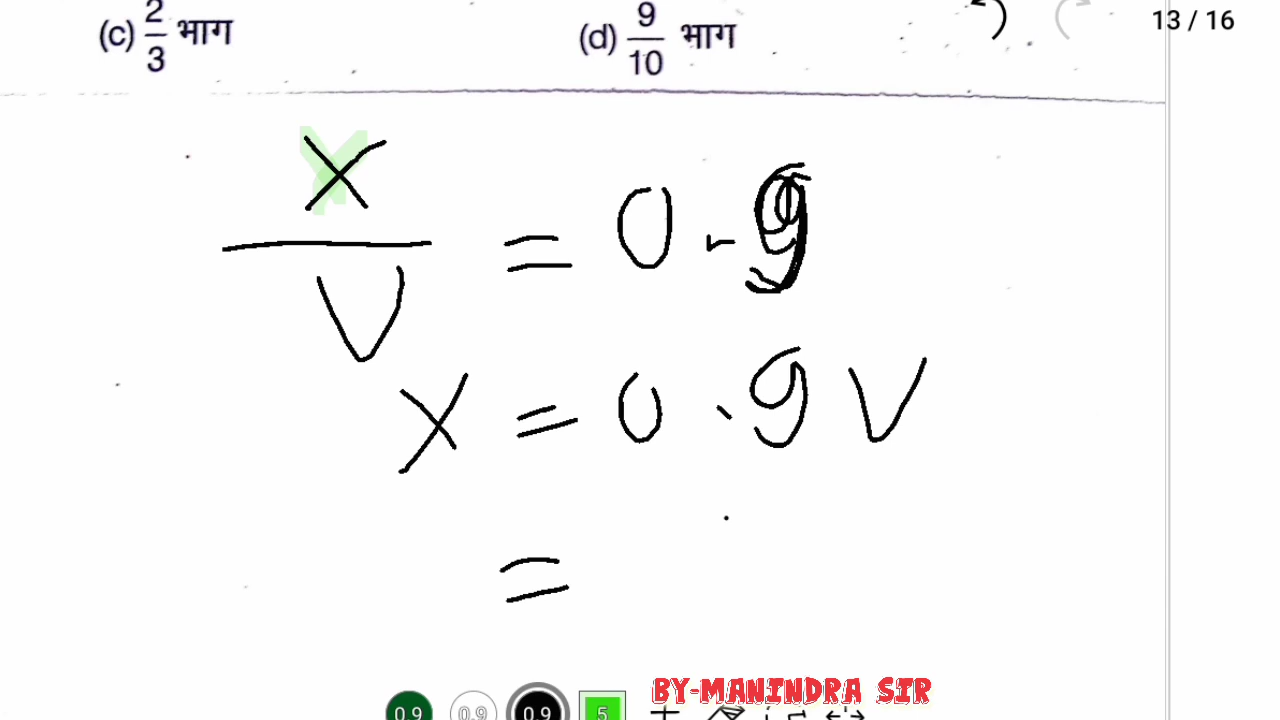 13 / 16
(c) 2/3 भाग (d) 9/10 भाग
x/V = 0.9
x = 0.9 V
=
0.9 0.9 0.9 5
BY-MANINDRA SIR